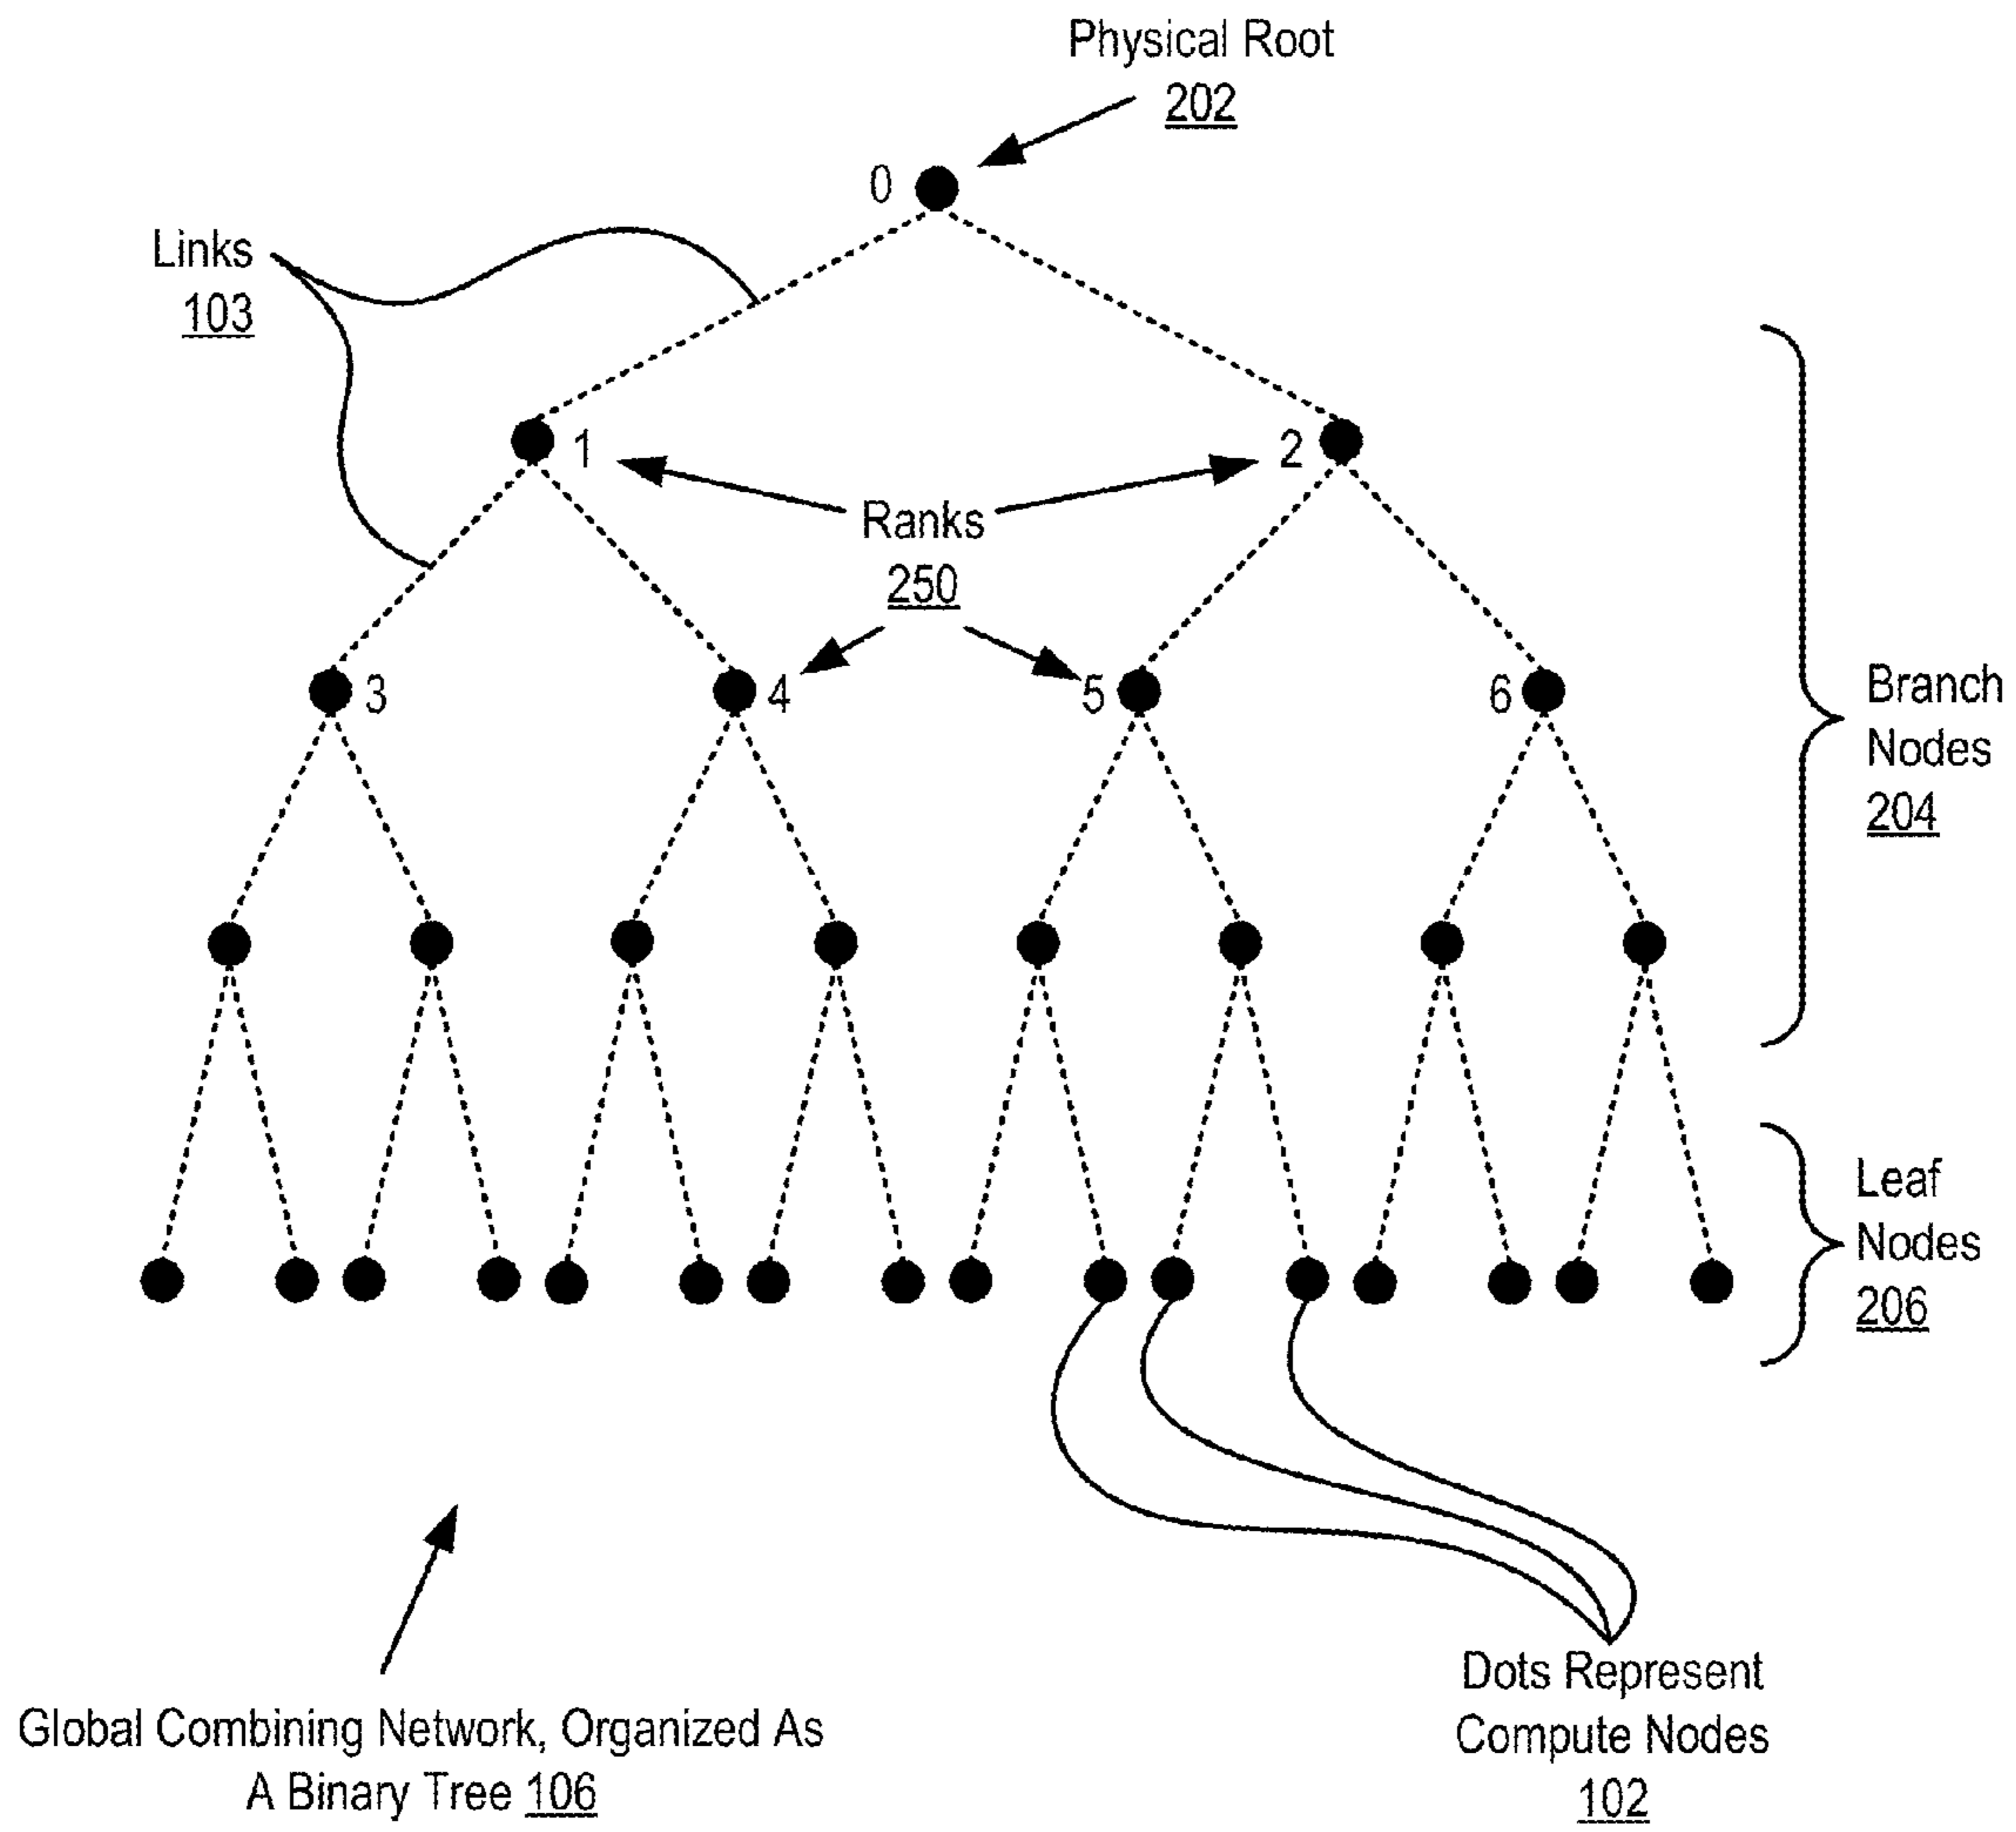 Physical Root
202
0
Links
103
1
2
Ranks
250
3
4
5
6
Branch
Nodes
204
Leaf
Nodes
206
Dots Represent
Compute Nodes
102
Global Combining Network, Organized As
A Binary Tree 106